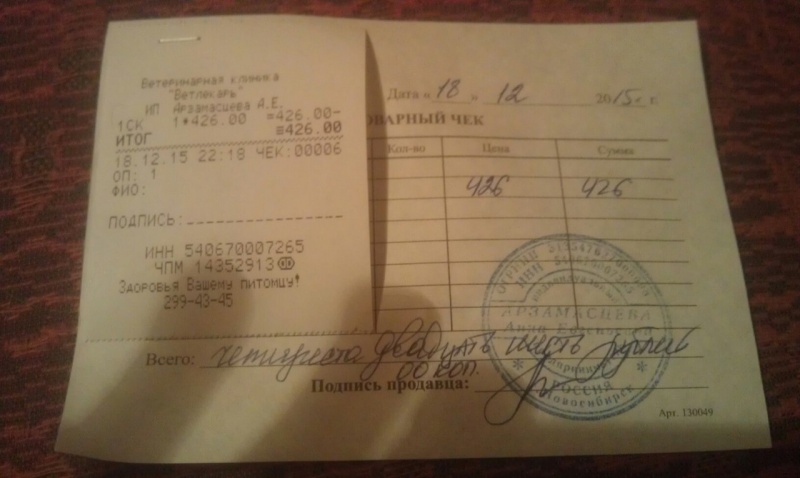 Ветеринарная клиника
"Ветлекарь"
ИП Арзамасцева А.Е.
1*426.00 =426.00-
1СК =426.00
ИТОГ
18.12.15 22:18 ЧЕК:00006
ОП: 1
ФИО:
ПОДПИСЬ:
ИНН 540670007265
ЧПМ 14352913
Здоровья Вашему питомцу!
299-43-45
Дата « 18 » 12 2015 г.
ОВАРНЫЙ ЧЕК
Кол-во Цена Сумма
426 426
Всего: четыреста двадцать шесть рублей
00 коп.
Подпись продавца:
АРЗАМАСЦЕВА
РОССИЯ
Новосибирск
Арт. 130049